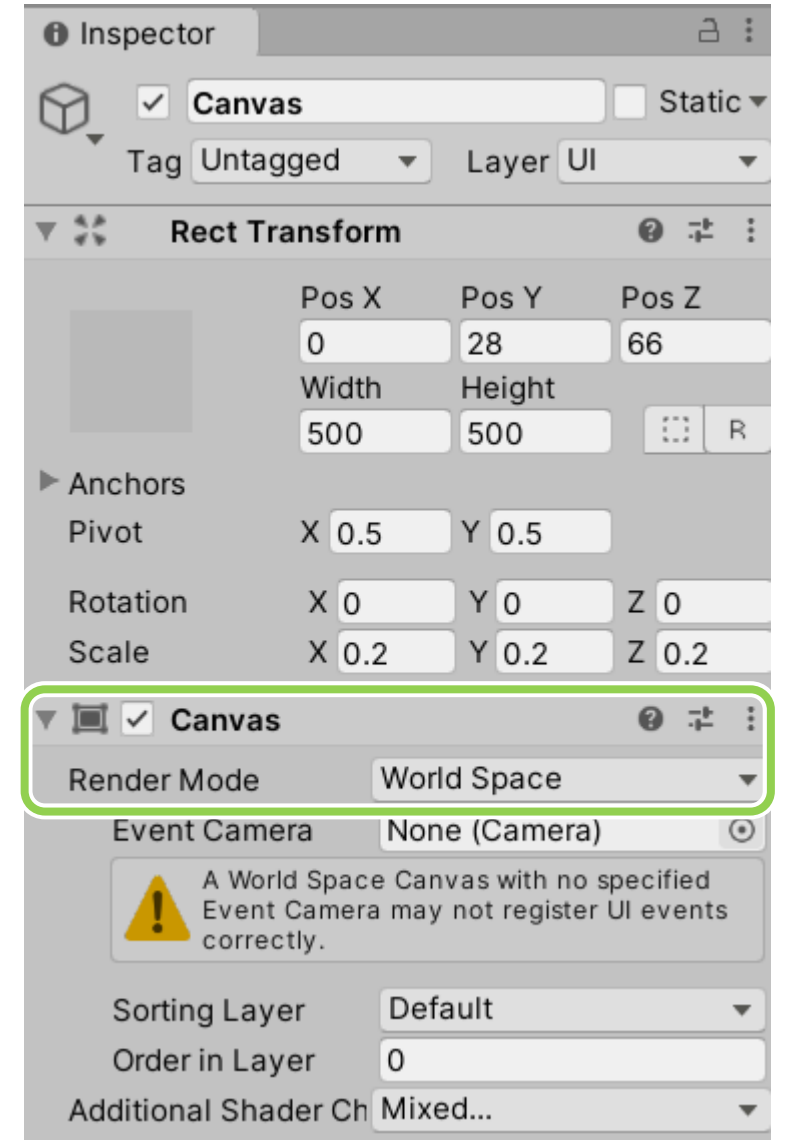 Inspector
Canvas Static
Tag Untagged Layer UI
Rect Transform
Pos X Pos Y Pos Z
0 28 66
Width Height
500 500 R
Anchors
Pivot X 0.5 Y 0.5
Rotation X 0 Y 0 Z 0
Scale X 0.2 Y 0.2 Z 0.2
Canvas
Render Mode World Space
Event Camera None (Camera)
A World Space Canvas with no specified
Event Camera may not register UI events
correctly.
Sorting Layer Default
Order in Layer 0
Additional Shader Ch Mixed...